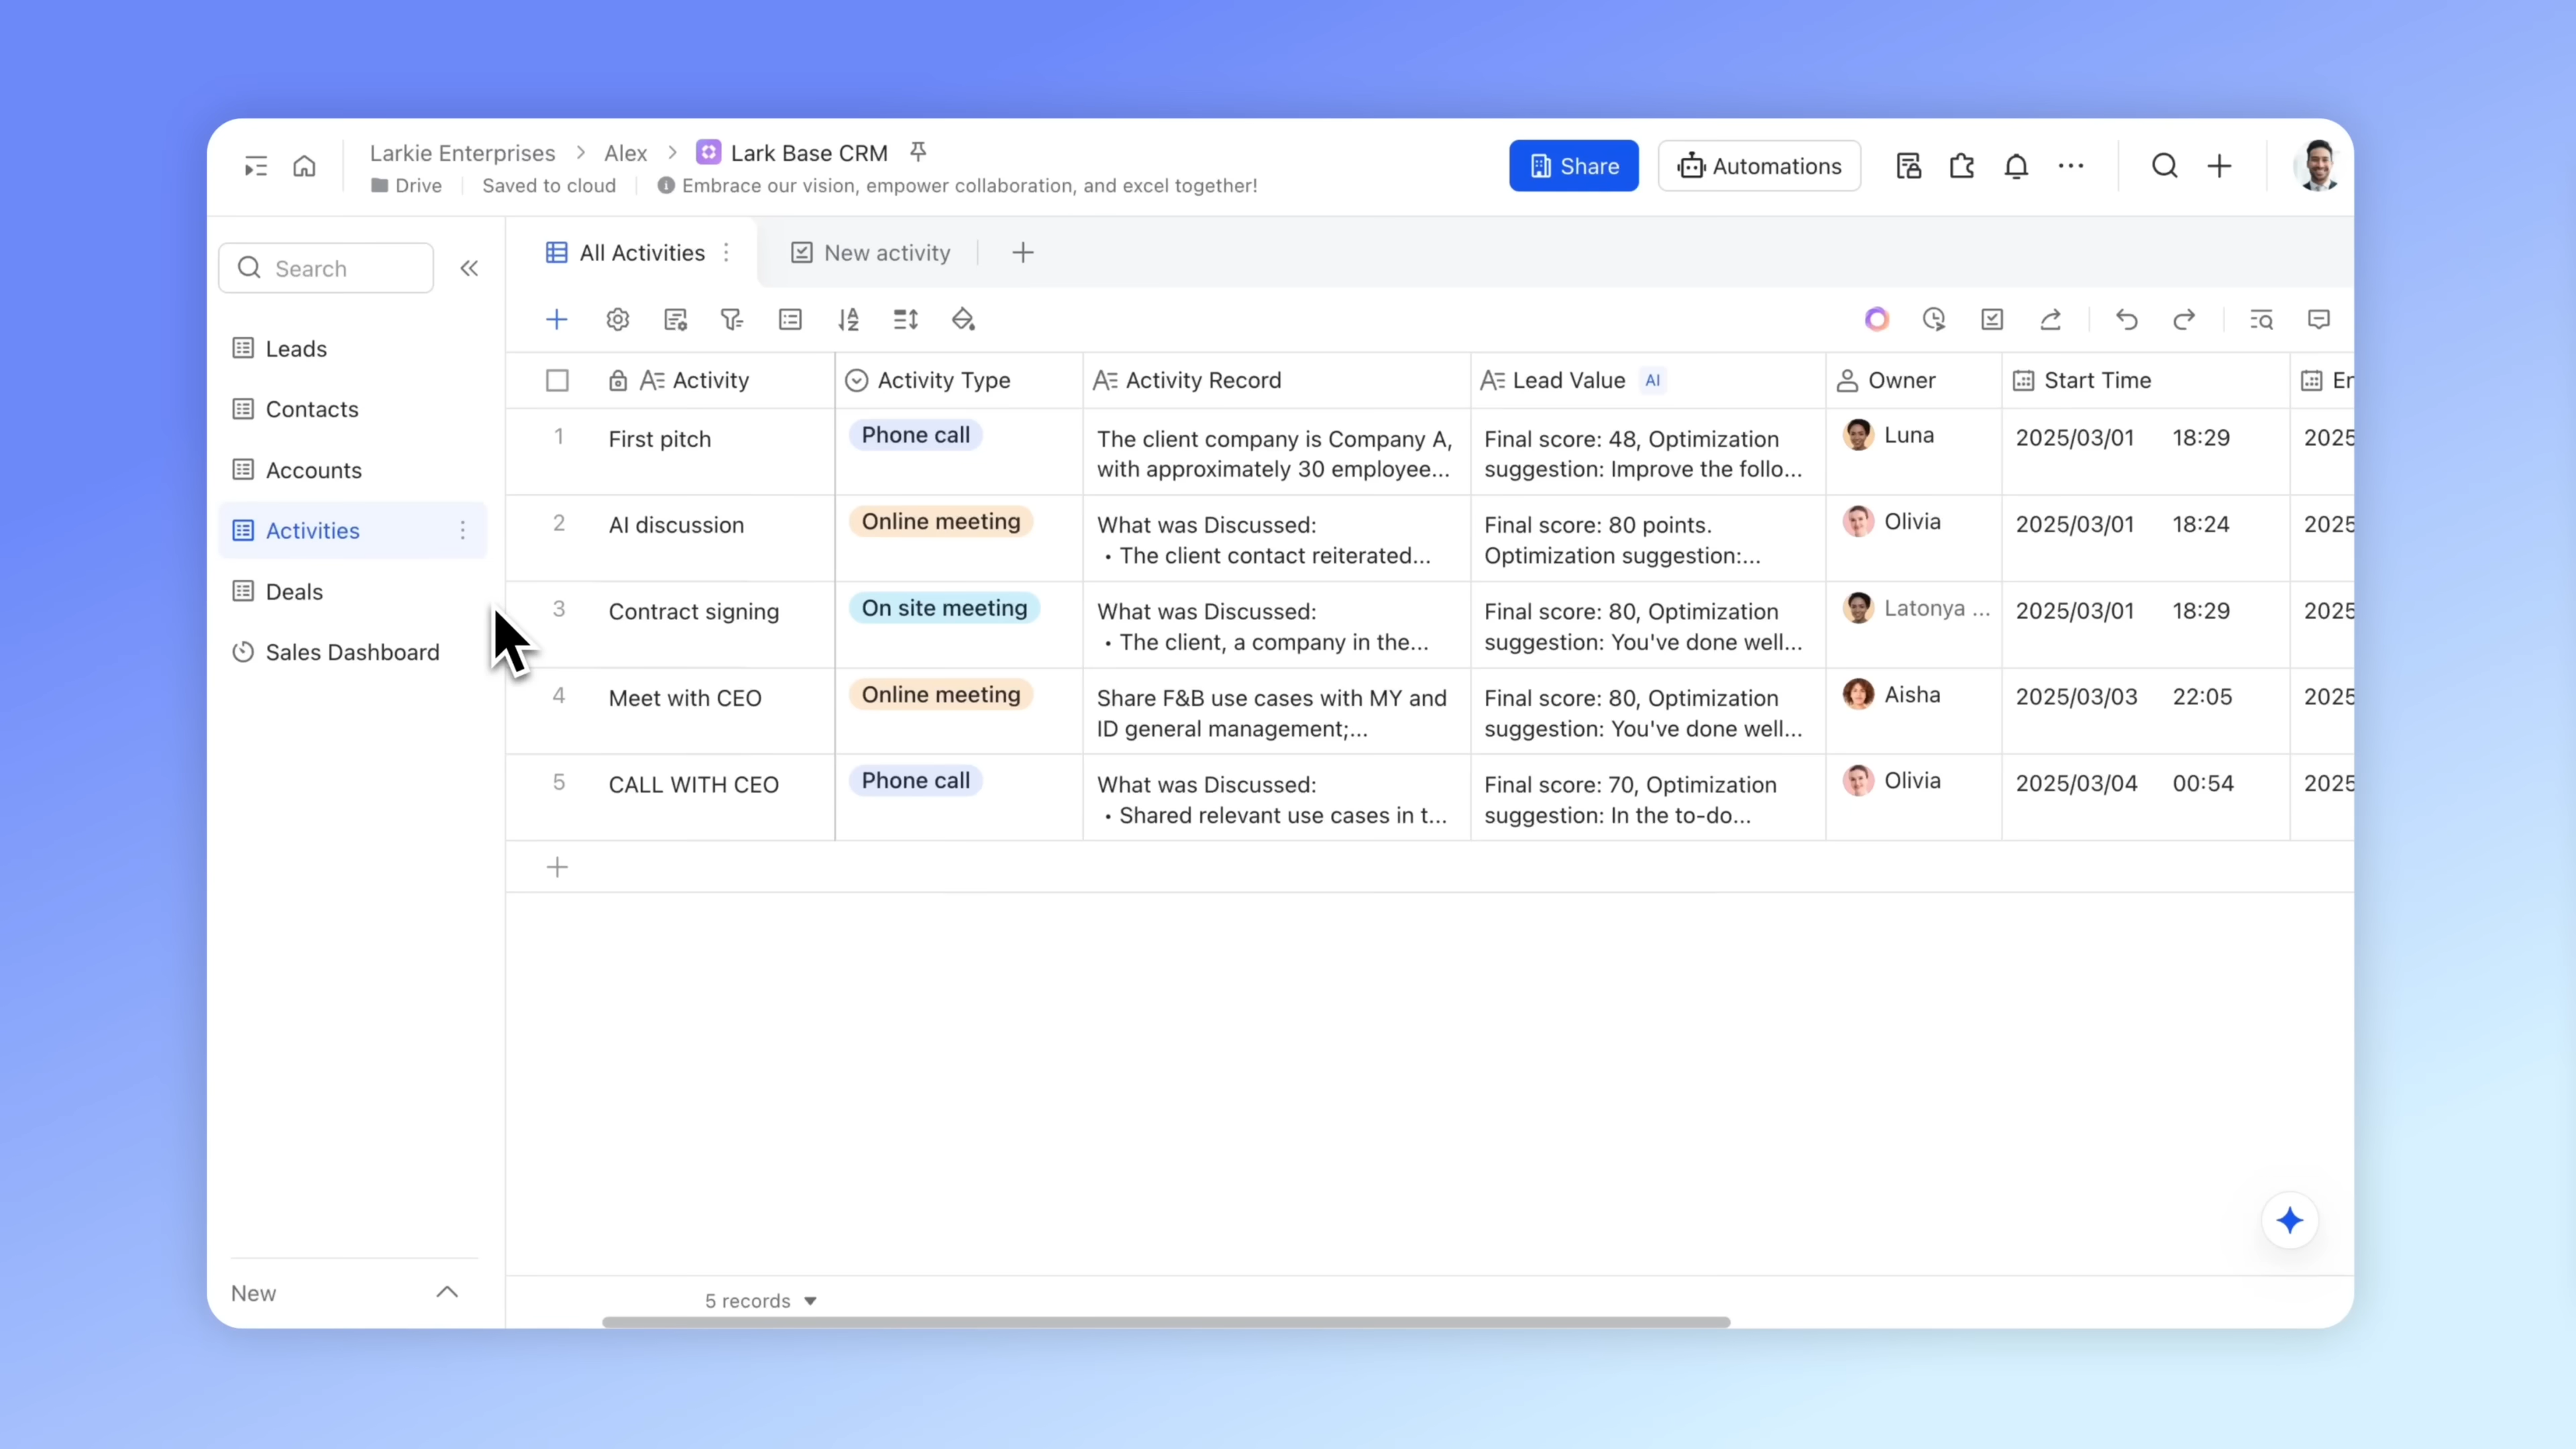 Larkie Enterprises > Alex > Lark Base CRM
Drive | Saved to cloud | Embrace our vision, empower collaboration, and excel together!
Share
Automations
Search
Leads
Contacts
Accounts
Activities
Deals
Sales Dashboard
New
All Activities
New activity
Activity
Activity Type
Activity Record
Lead Value AI
Owner
Start Time
1
First pitch
Phone call
The client company is Company A,
with approximately 30 employee...
Final score: 48, Optimization
suggestion: Improve the follo...
Luna
2025/03/01 18:29
2025
2
AI discussion
Online meeting
What was Discussed:
• The client contact reiterated...
Final score: 80 points.
Optimization suggestion:...
Olivia
2025/03/01 18:24
2025
3
Contract signing
On site meeting
What was Discussed:
• The client, a company in the...
Final score: 80, Optimization
suggestion: You've done well...
Latonya ...
2025/03/01 18:29
2025
4
Meet with CEO
Online meeting
Share F&B use cases with MY and
ID general management;...
Final score: 80, Optimization
suggestion: You've done well...
Aisha
2025/03/03 22:05
2025
5
CALL WITH CEO
Phone call
What was Discussed:
• Shared relevant use cases in t...
Final score: 70, Optimization
suggestion: In the to-do...
Olivia
2025/03/04 00:54
2025
5 records